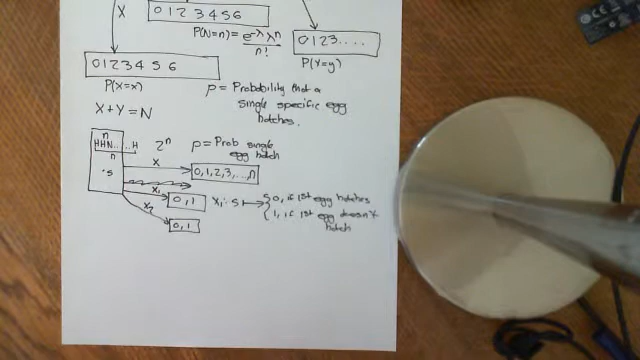 X
0 1 2 3 4 5 6
P(N=n) = e^-λ λ^n / n!
0 1 2 3 . . . .
P(Y=y)
0 1 2 3 4 5 6
P(X=x)
p = Probability that a
single specific egg
hatches.
X + Y = N
n
HHN.. . . H
2^n
p = Prob single
egg hatch
n
X
0, 1, 2, 3, ..., n
. s
X₁
0, 1
X₁: s ↦ { 0, if 1st egg hatches
1, if 1st egg doesn't
hatch
X₂
0, 1